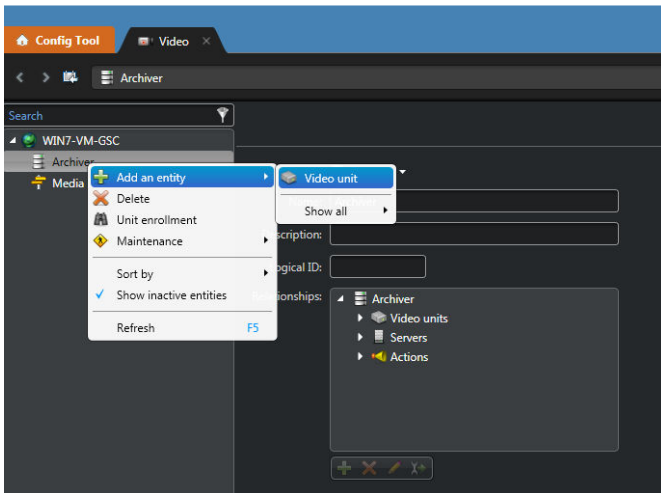 Config Tool
Video
Archiver
Search
WIN7-VM-GSC
Archiver
Media
Add an entity
Delete
Unit enrollment
Maintenance
Sort by
Show inactive entities
Refresh F5
Video unit
Show all
Description:
Logical ID:
Relationships:
Archiver
Video units
Servers
Actions